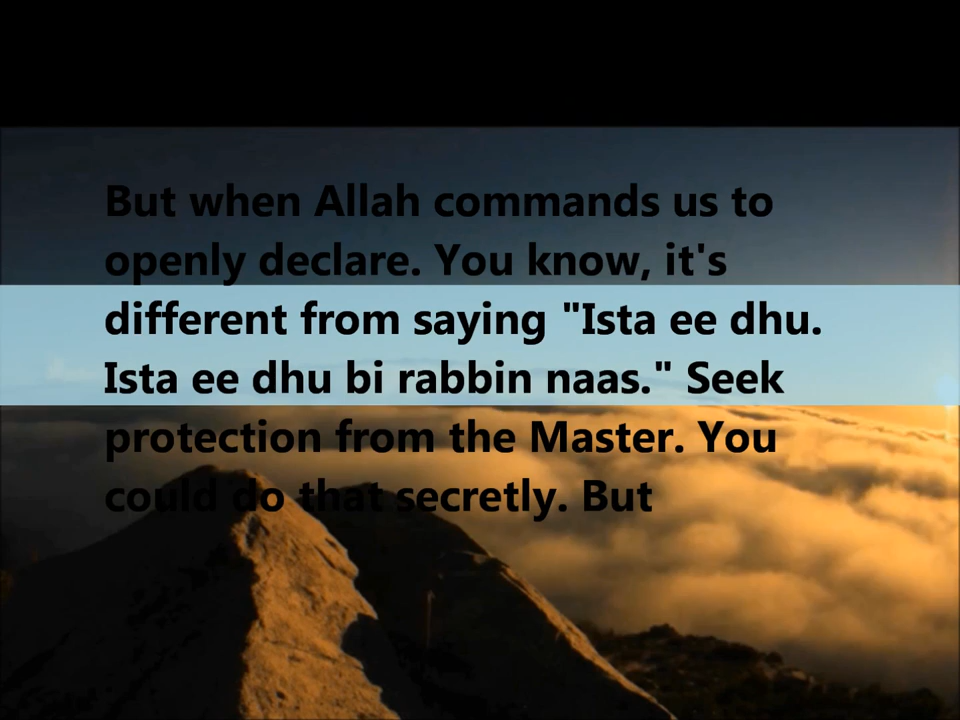 But when Allah commands us to
openly declare. You know, it's
different from saying "Ista ee dhu.
Ista ee dhu bi rabbin naas." Seek
protection from the Master. You
could do that secretly. But